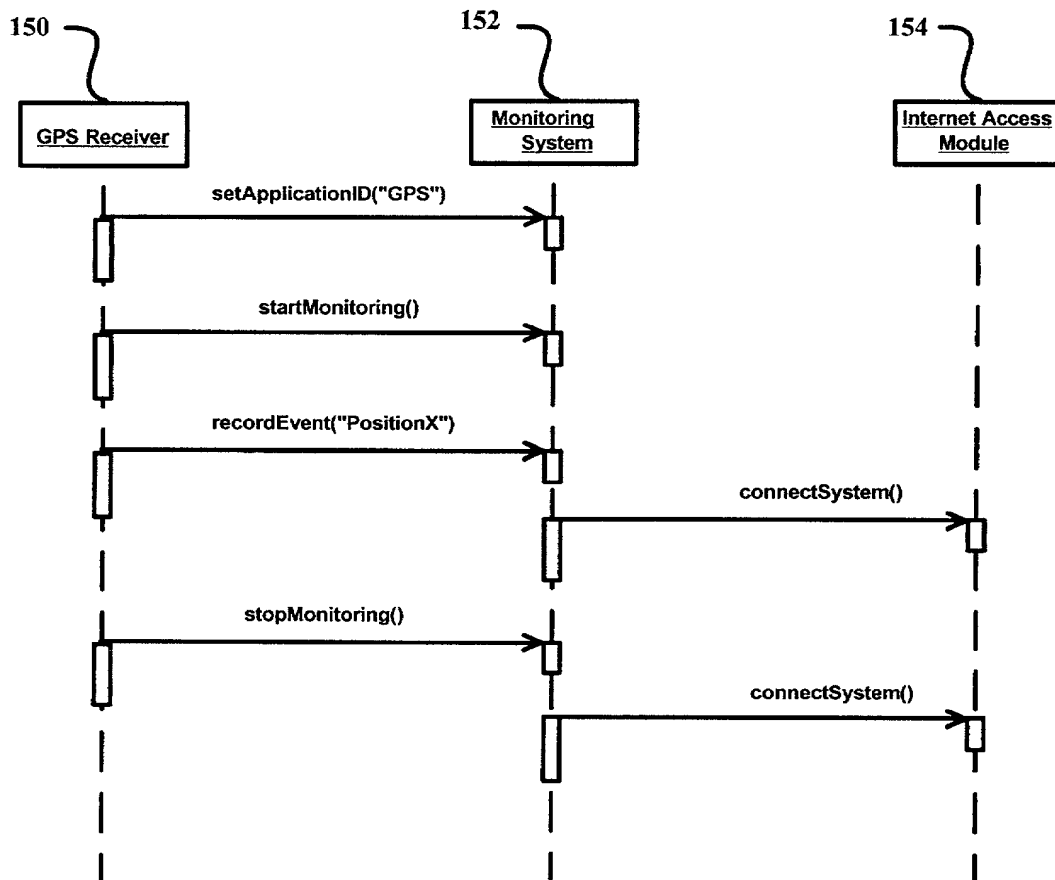 150
152
154
GPS Receiver
Monitoring
System
Internet Access
Module
setApplicationID("GPS")
startMonitoring()
recordEvent("PositionX")
connectSystem()
stopMonitoring()
connectSystem()